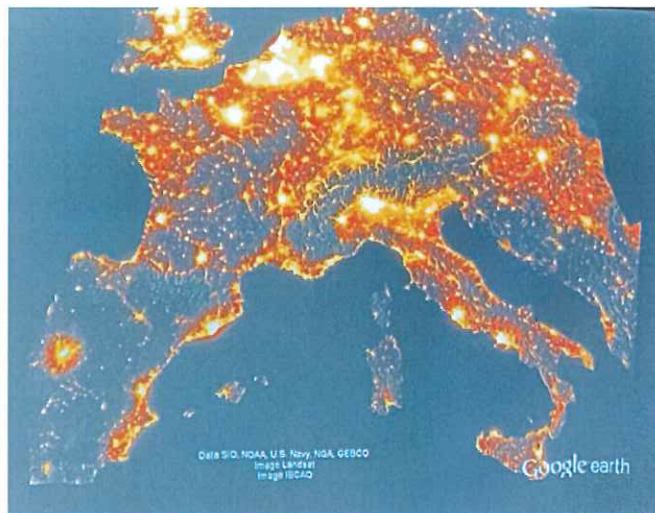 Data SIO, NOAA, U.S. Navy, NGA, GEBCO
Image Landsat
Image IBCAO
Google earth